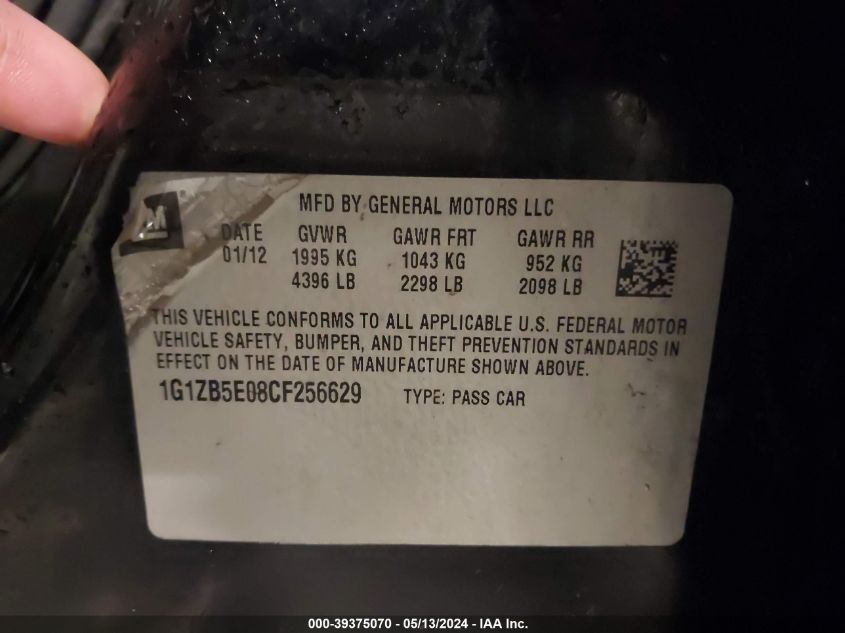 GM
MFD BY GENERAL MOTORS LLC
DATE GVWR GAWR FRT GAWR RR
01/12 1995 KG 1043 KG 952 KG
4396 LB 2298 LB 2098 LB
THIS VEHICLE CONFORMS TO ALL APPLICABLE U.S. FEDERAL MOTOR
VEHICLE SAFETY, BUMPER, AND THEFT PREVENTION STANDARDS IN
EFFECT ON THE DATE OF MANUFACTURE SHOWN ABOVE.
1G1ZB5E08CF256629 TYPE: PASS CAR
000-39375070 - 05/13/2024 - IAA Inc.